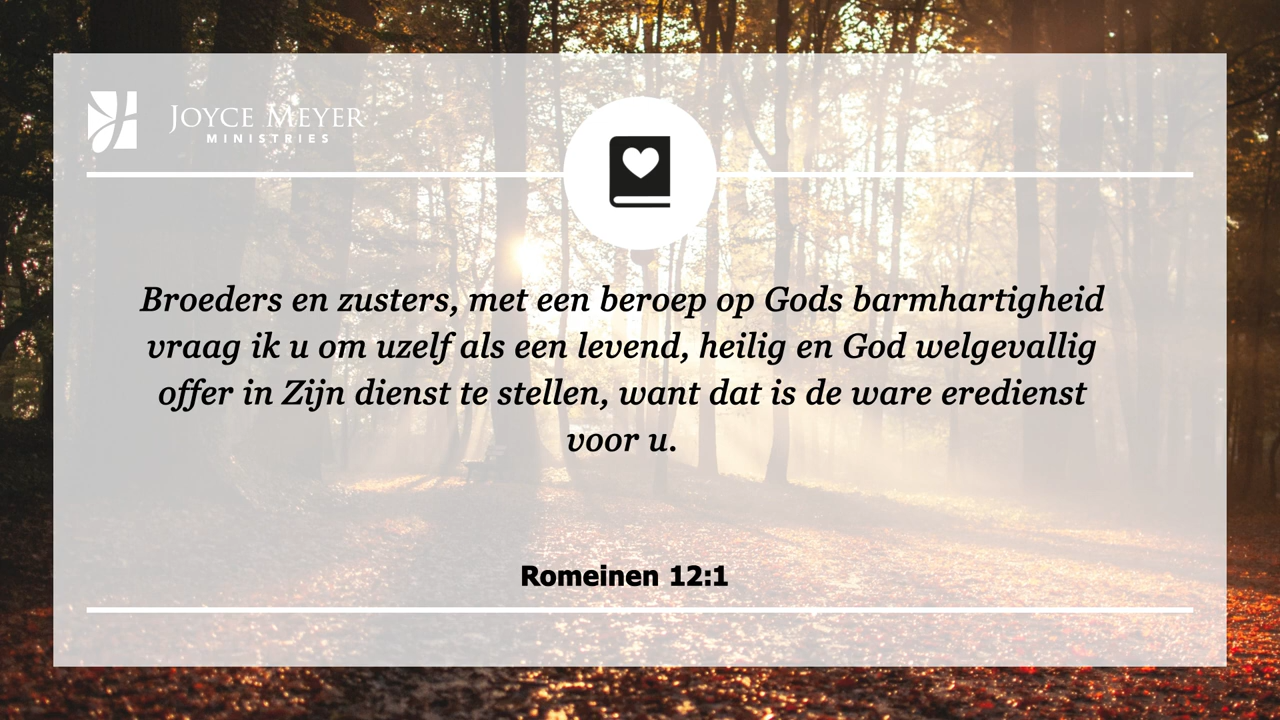 JOYCE MEYER
MINISTRIES
Broeders en zusters, met een beroep op Gods barmhartigheid
vraag ik u om uzelf als een levend, heilig en God welgevallig
offer in Zijn dienst te stellen, want dat is de ware eredienst
voor u.
Romeinen 12:1